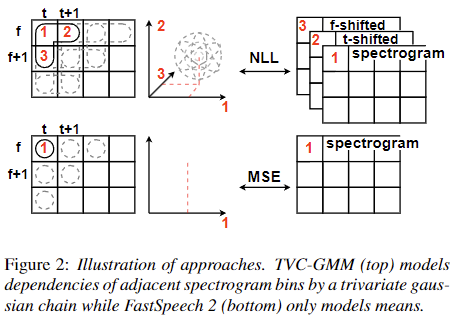 t t+1
f 1 2
f+1 3
2
3
1
NLL
3 f-shifted
2 t-shifted
1 spectrogram
t t+1
f 1
f+1
1
MSE
1 spectrogram
Figure 2: Illustration of approaches. TVC-GMM (top) models
dependencies of adjacent spectrogram bins by a trivariate gaus-
sian chain while FastSpeech 2 (bottom) only models means.